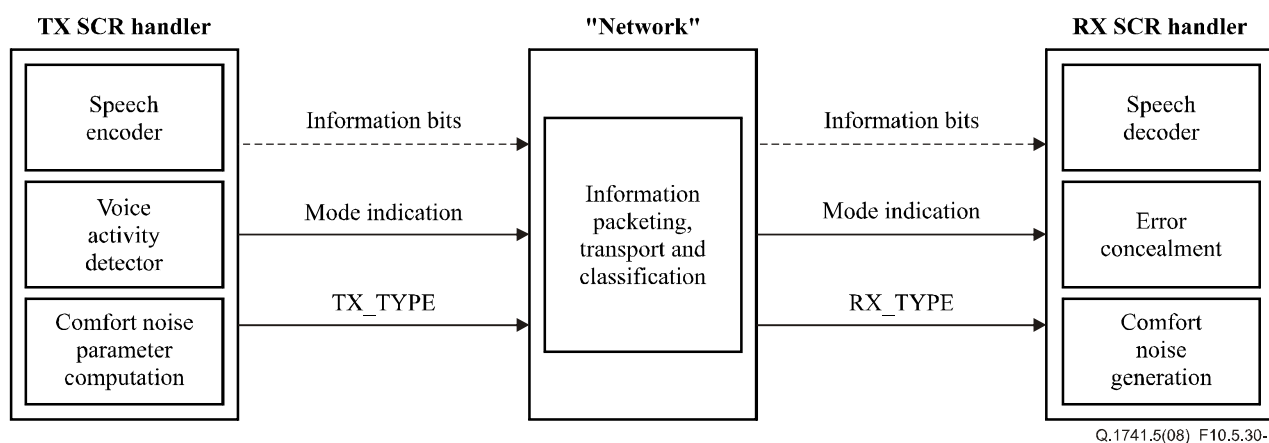 TX SCR handler
"Network"
RX SCR handler
Speech
encoder
Voice
activity
detector
Comfort noise
parameter
computation
Information bits
Mode indication
TX_TYPE
Information
packeting,
transport and
classification
Information bits
Mode indication
RX_TYPE
Speech
decoder
Error
concealment
Comfort
noise
generation
Q.1741.5(08) F10.5.30-